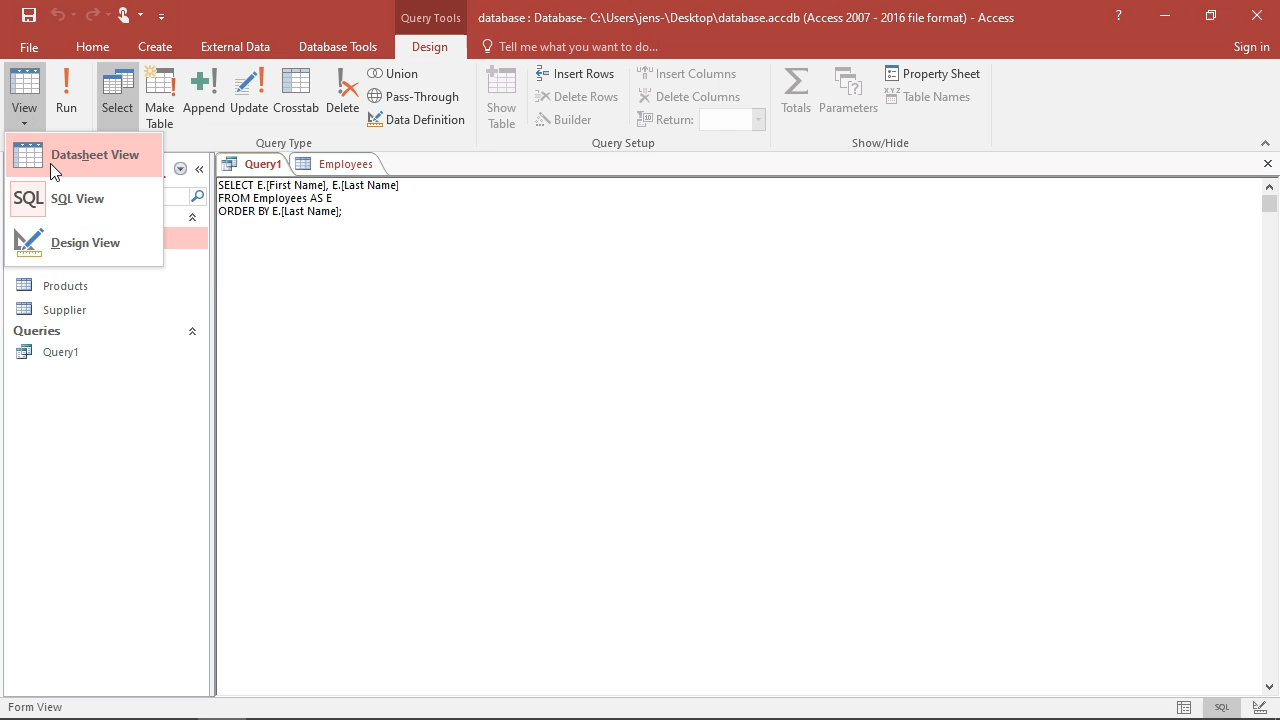 Query Tools
database : Database- C:\Users\jens-\Desktop\database.accdb (Access 2007 - 2016 file format) - Access
?
File
Home
Create
External Data
Database Tools
Design
Tell me what you want to do...
Sign in
View
Run
Select
Make
Table
Append
Update
Crosstab
Delete
Union
Pass-Through
Data Definition
Query Type
Show
Table
Insert Rows
Delete Rows
Builder
Insert Columns
Delete Columns
Return:
Query Setup
Totals
Parameters
Property Sheet
XYZ Table Names
Show/Hide
Datasheet View
SQL SQL View
Design View
Products
Supplier
Queries
Query1
Query1
Employees
SELECT E.[First Name], E.[Last Name]
FROM Employees AS E
ORDER BY E.[Last Name];
Form View
SQL